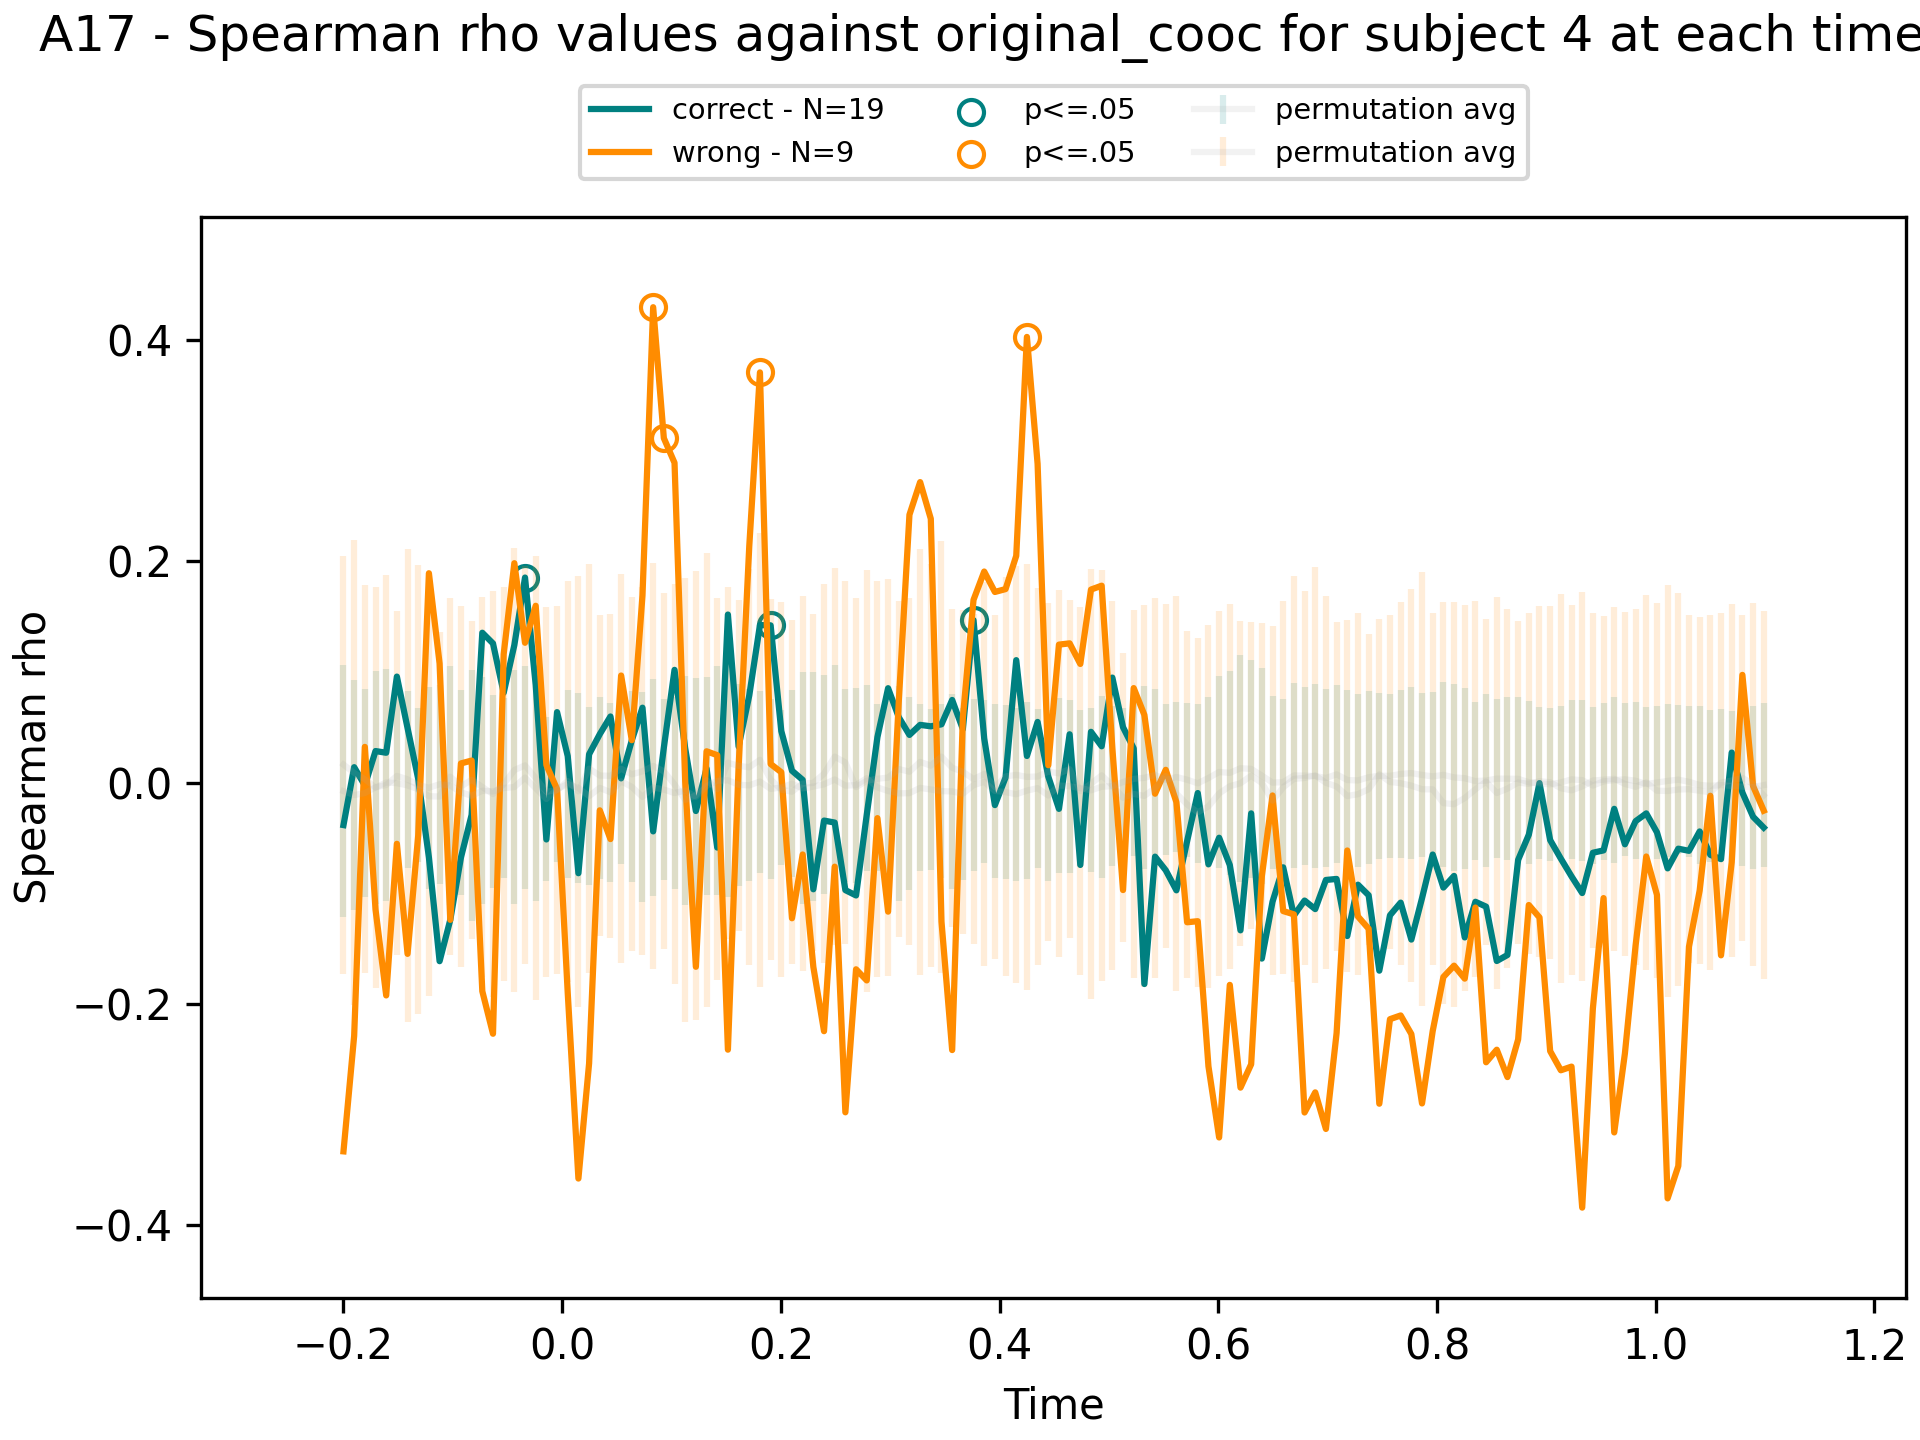 A17 - Spearman rho values against original_cooc for subject 4 at each time
correct - N=19
wrong - N=9
p<=.05
p<=.05
permutation avg
permutation avg
Spearman rho
0.4
0.2
0.0
−0.2
−0.4
−0.2 0.0 0.2 0.4 0.6 0.8 1.0 1.2
Time